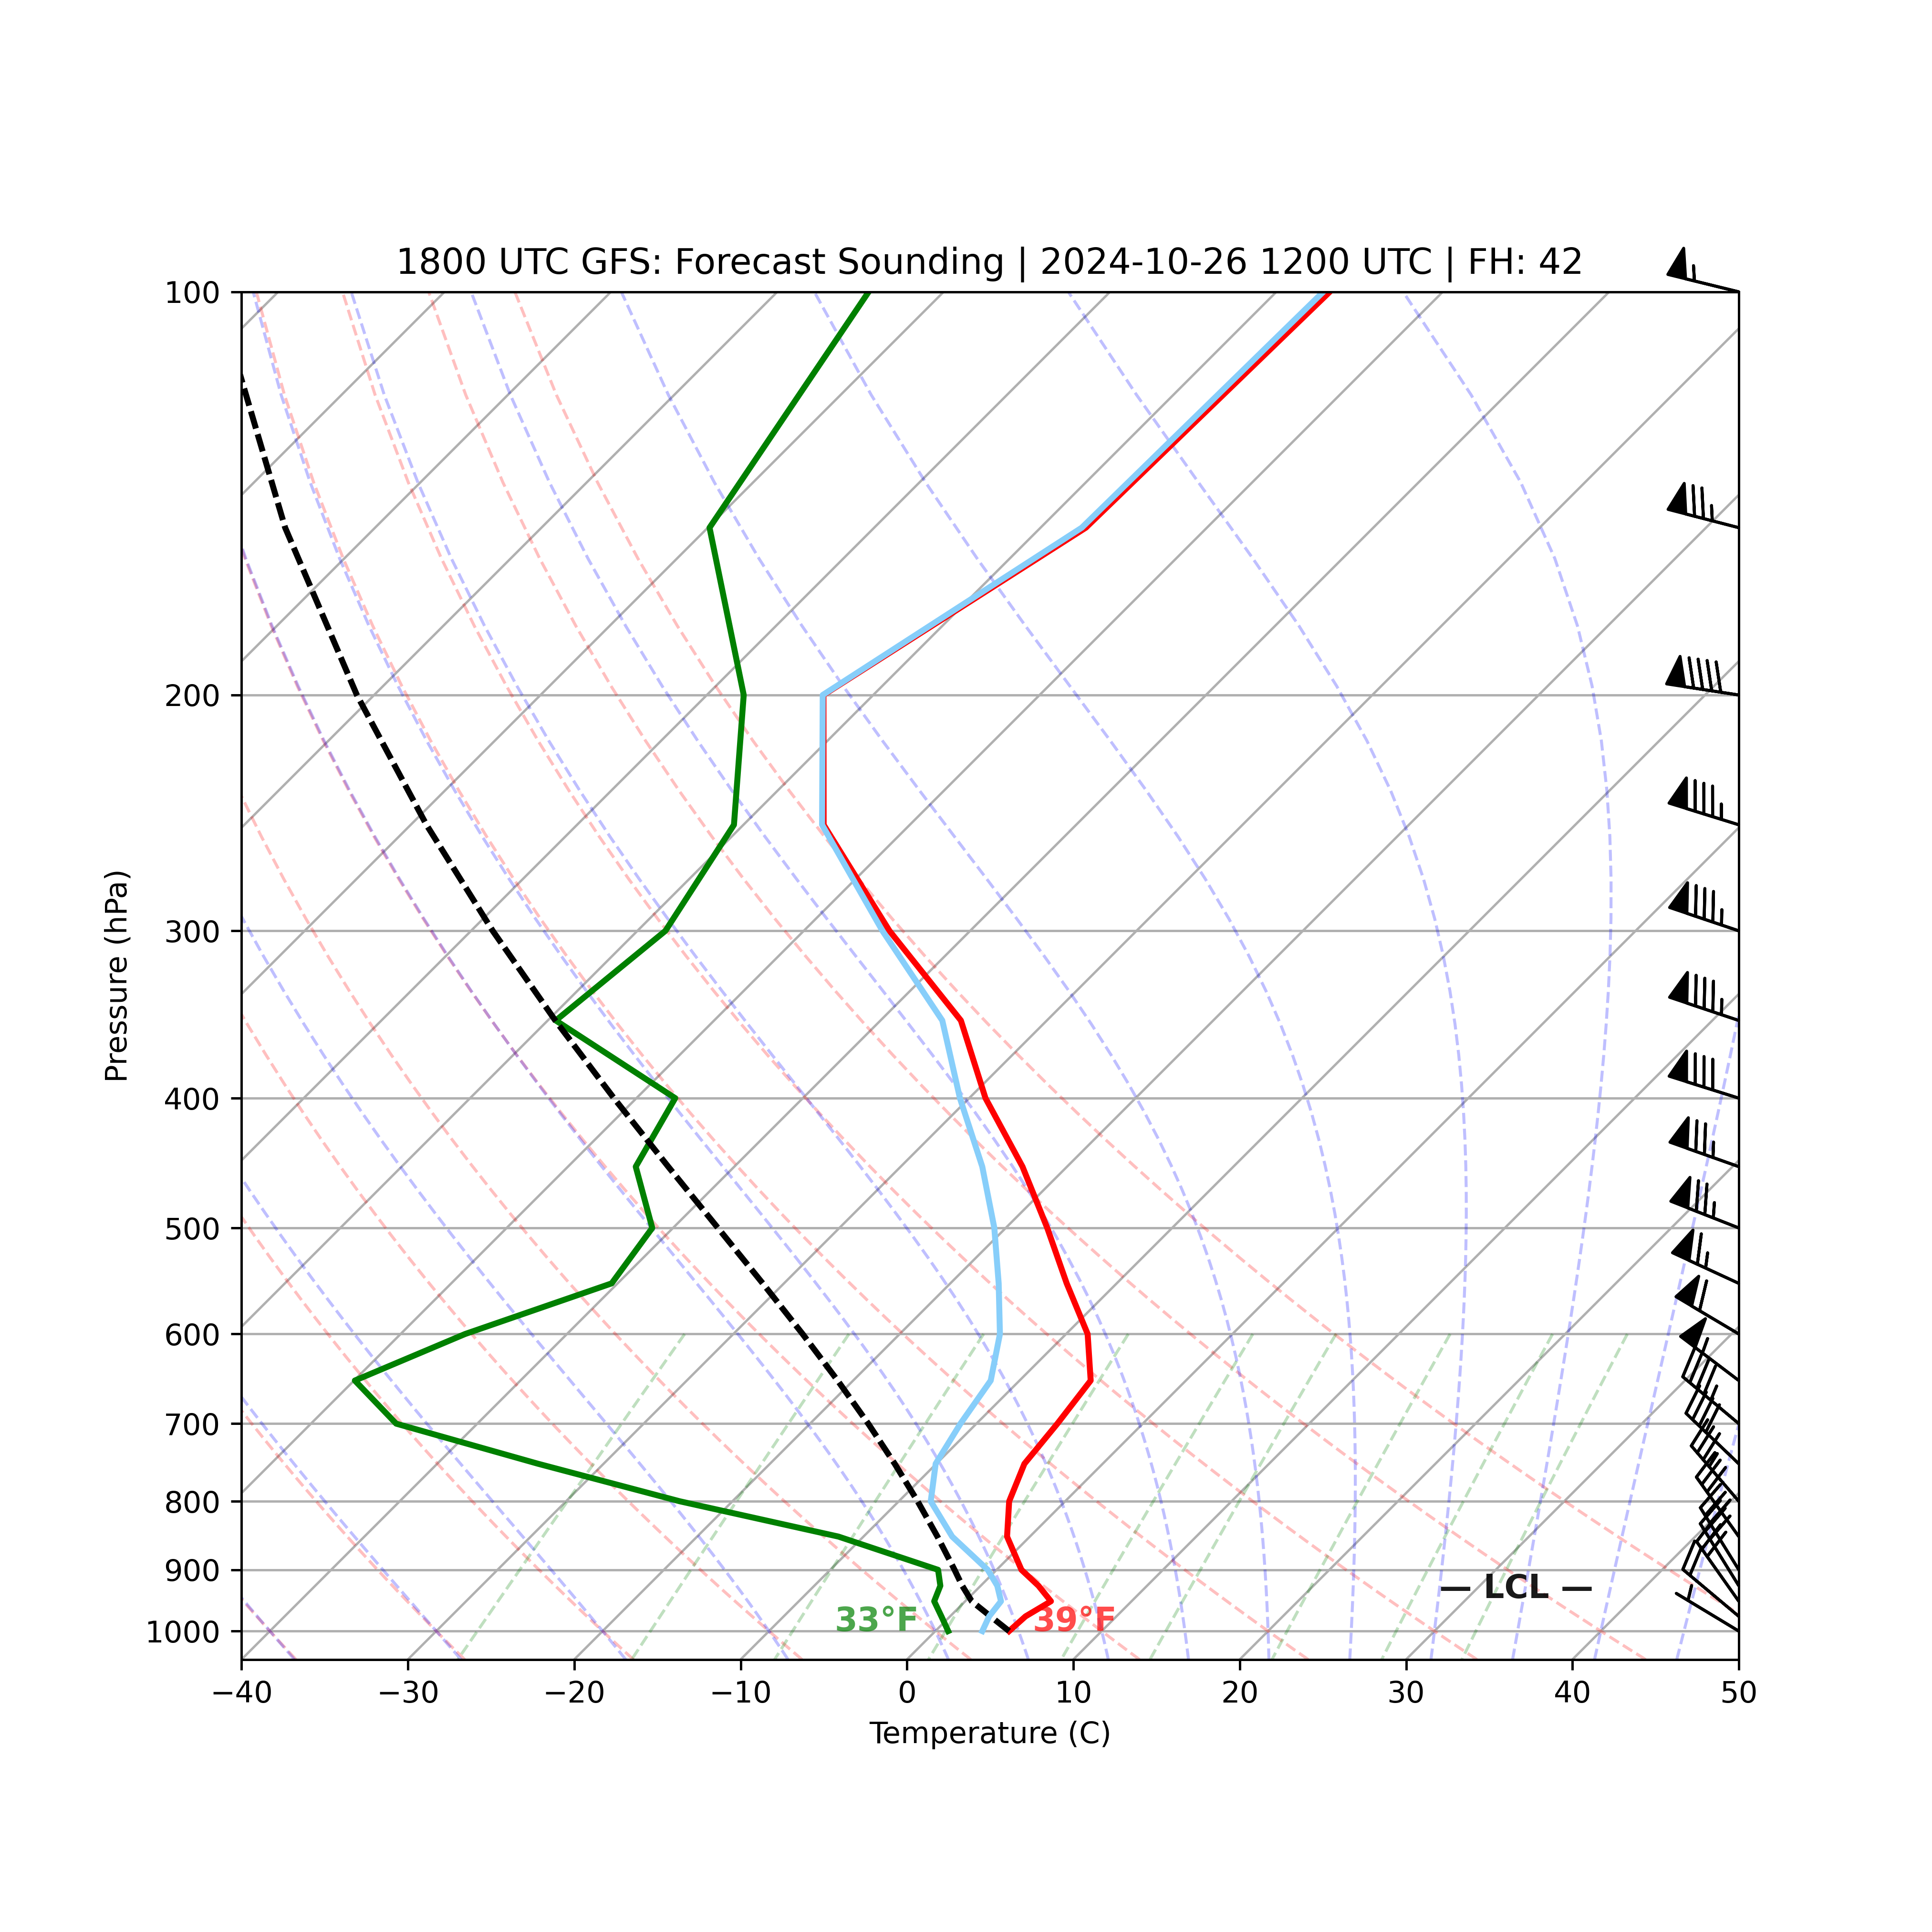 1800 UTC GFS: Forecast Sounding | 2024-10-26 1200 UTC | FH: 42
100
200
300
400
500
600
700
800
900
1000
Pressure (hPa)
— LCL —
33°F
39°F
−40 −30 −20 −10 0 10 20 30 40 50
Temperature (C)